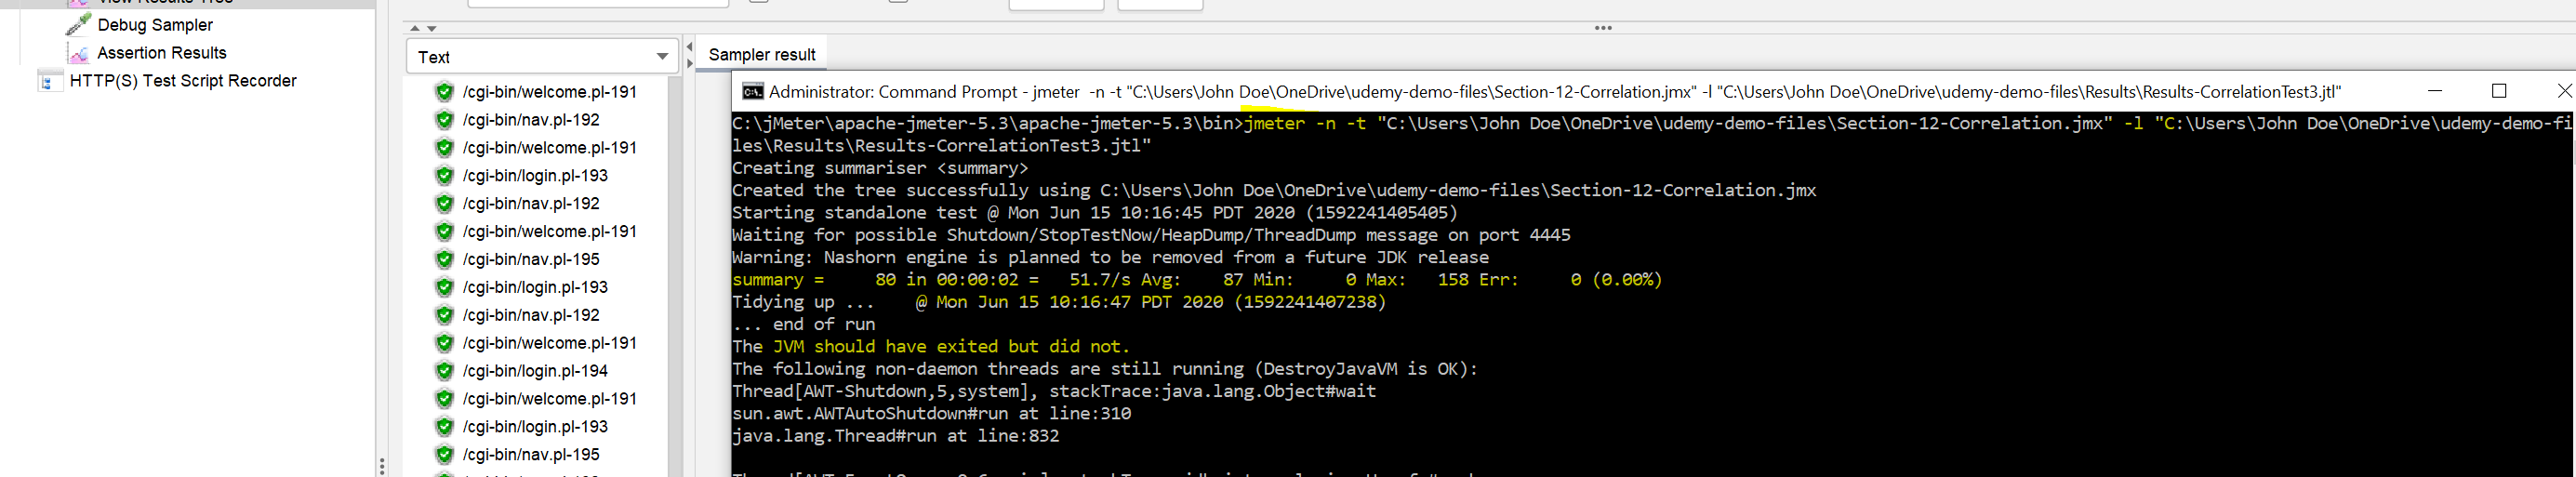 View Results Tree
Debug Sampler
Assertion Results
HTTP(S) Test Script Recorder
Text
/cgi-bin/welcome.pl-191
/cgi-bin/nav.pl-192
/cgi-bin/welcome.pl-191
/cgi-bin/login.pl-193
/cgi-bin/nav.pl-192
/cgi-bin/welcome.pl-191
/cgi-bin/nav.pl-195
/cgi-bin/login.pl-193
/cgi-bin/nav.pl-192
/cgi-bin/welcome.pl-191
/cgi-bin/login.pl-194
/cgi-bin/welcome.pl-191
/cgi-bin/login.pl-193
/cgi-bin/nav.pl-195
Sampler result
Administrator: Command Prompt - jmeter -n -t "C:\Users\John Doe\OneDrive\udemy-demo-files\Section-12-Correlation.jmx" -l "C:\Users\John Doe\OneDrive\udemy-demo-files\Results\Results-CorrelationTest3.jtl"
C:\jMeter\apache-jmeter-5.3\apache-jmeter-5.3\bin>jmeter -n -t "C:\Users\John Doe\OneDrive\udemy-demo-files\Section-12-Correlation.jmx" -l "C:\Users\John Doe\OneDrive\udemy-demo-fi
les\Results\Results-CorrelationTest3.jtl"
Creating summariser <summary>
Created the tree successfully using C:\Users\John Doe\OneDrive\udemy-demo-files\Section-12-Correlation.jmx
Starting standalone test @ Mon Jun 15 10:16:45 PDT 2020 (1592241405405)
Waiting for possible Shutdown/StopTestNow/HeapDump/ThreadDump message on port 4445
Warning: Nashorn engine is planned to be removed from a future JDK release
summary =     80 in 00:00:02 =   51.7/s Avg:    87 Min:     0 Max:   158 Err:     0 (0.00%)
Tidying up ...    @ Mon Jun 15 10:16:47 PDT 2020 (1592241407238)
... end of run
The JVM should have exited but did not.
The following non-daemon threads are still running (DestroyJavaVM is OK):
Thread[AWT-Shutdown,5,system], stackTrace:java.lang.Object#wait
sun.awt.AWTAutoShutdown#run at line:310
java.lang.Thread#run at line:832